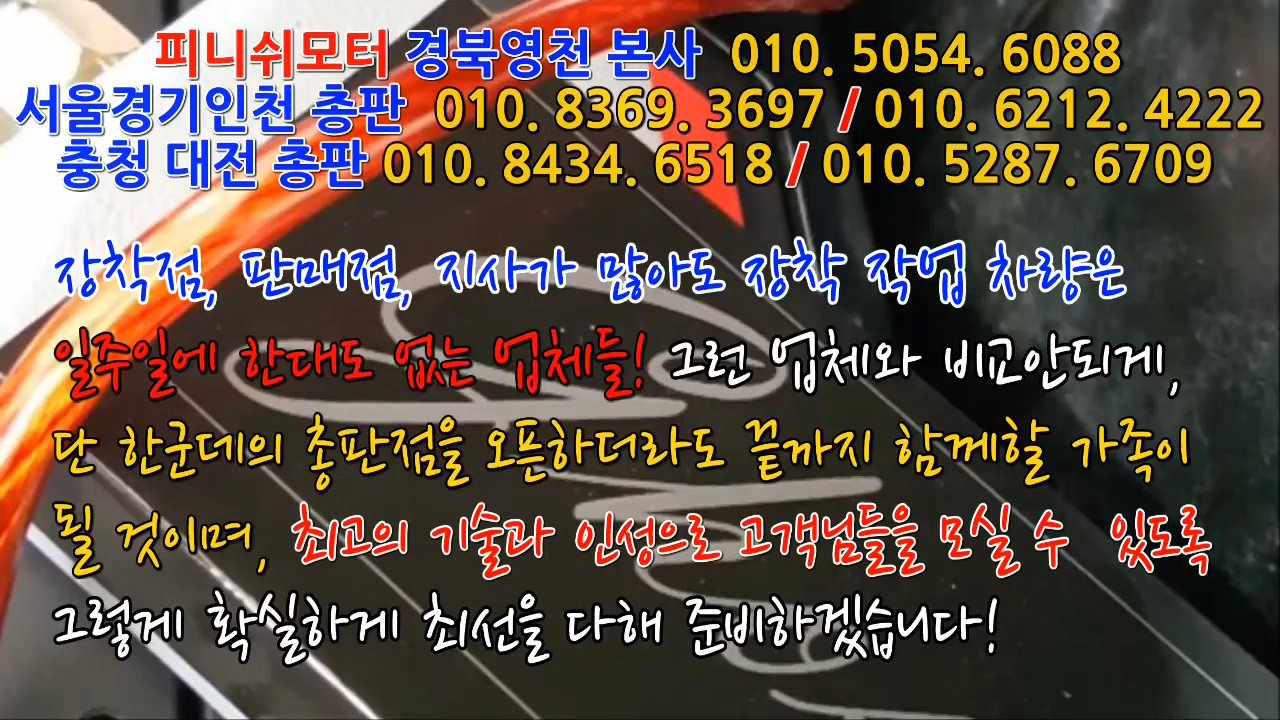 피니쉬모터 경북영천 본사 010. 5054. 6088
서울경기인천 총판 010. 8369. 3697 / 010. 6212. 4222
충청 대전 총판 010. 8434. 6518 / 010. 5287. 6709
장착점, 판매점, 지사가 많아도 장착 작업 차량은
일주일에 한대도 없는 업체들! 그런 업체와 비교안되게,
단 한군데의 총판점을 오픈하더라도 끝까지 함께할 가족이
될 것이며, 최고의 기술과 인성으로 고객님들을 모실 수 있도록
그렇게 확실하게 최선을 다해 준비하겠습니다!